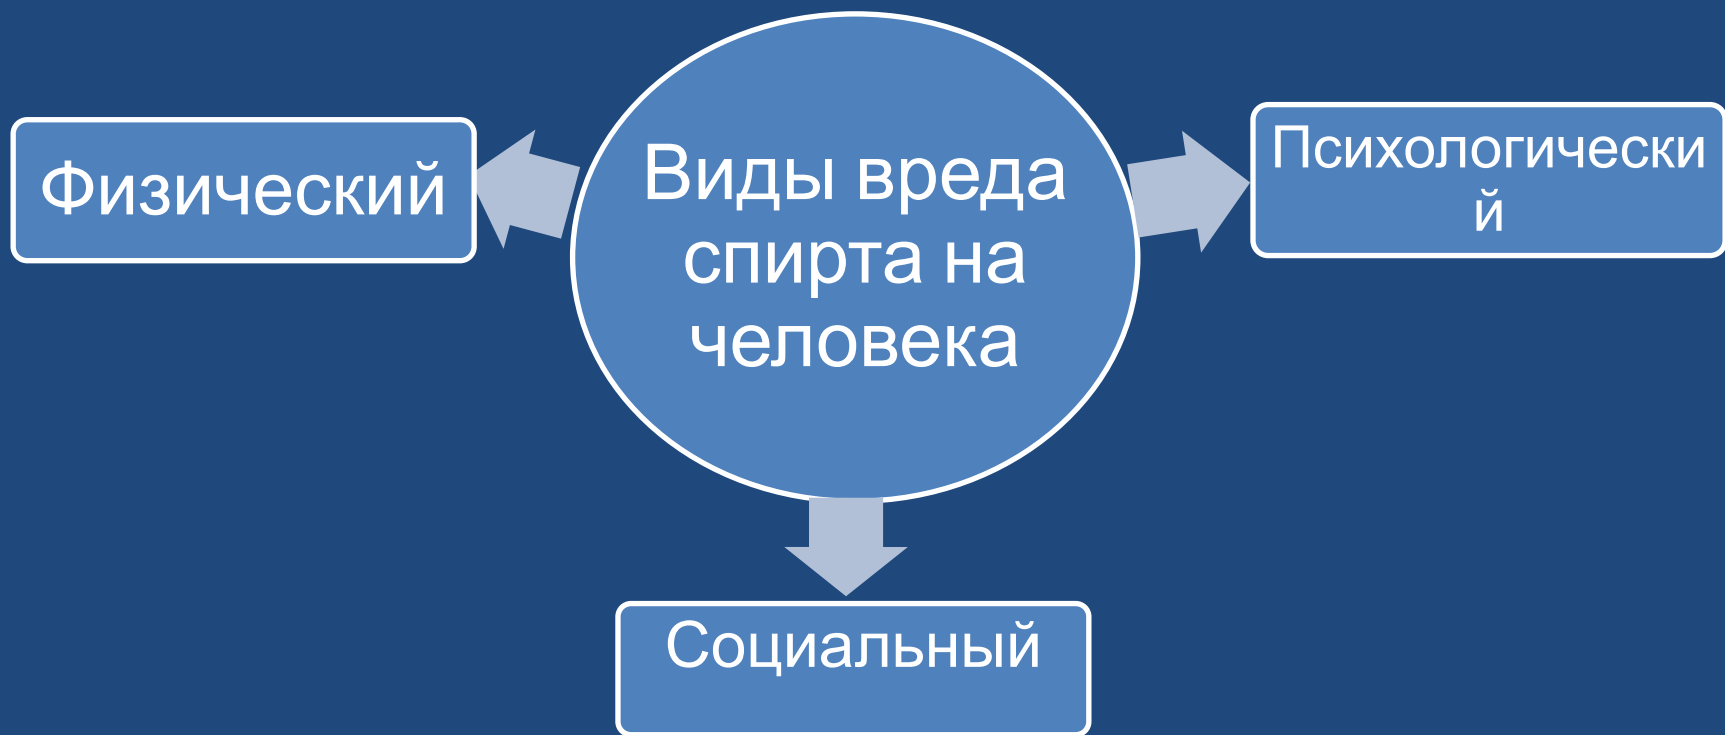 Виды вреда
спирта на
человека
Физический
Психологически
й
Социальный